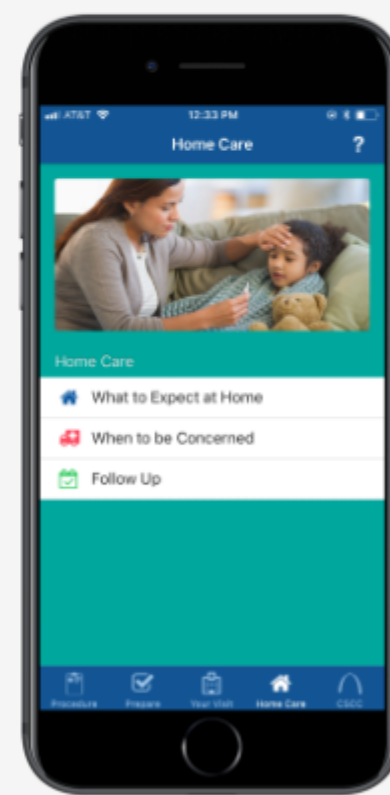 AT&T 12:33 PM
Home Care ?
Home Care
What to Expect at Home
When to be Concerned
Follow Up
Procedure Prepare Your Visit Home Care CSCC